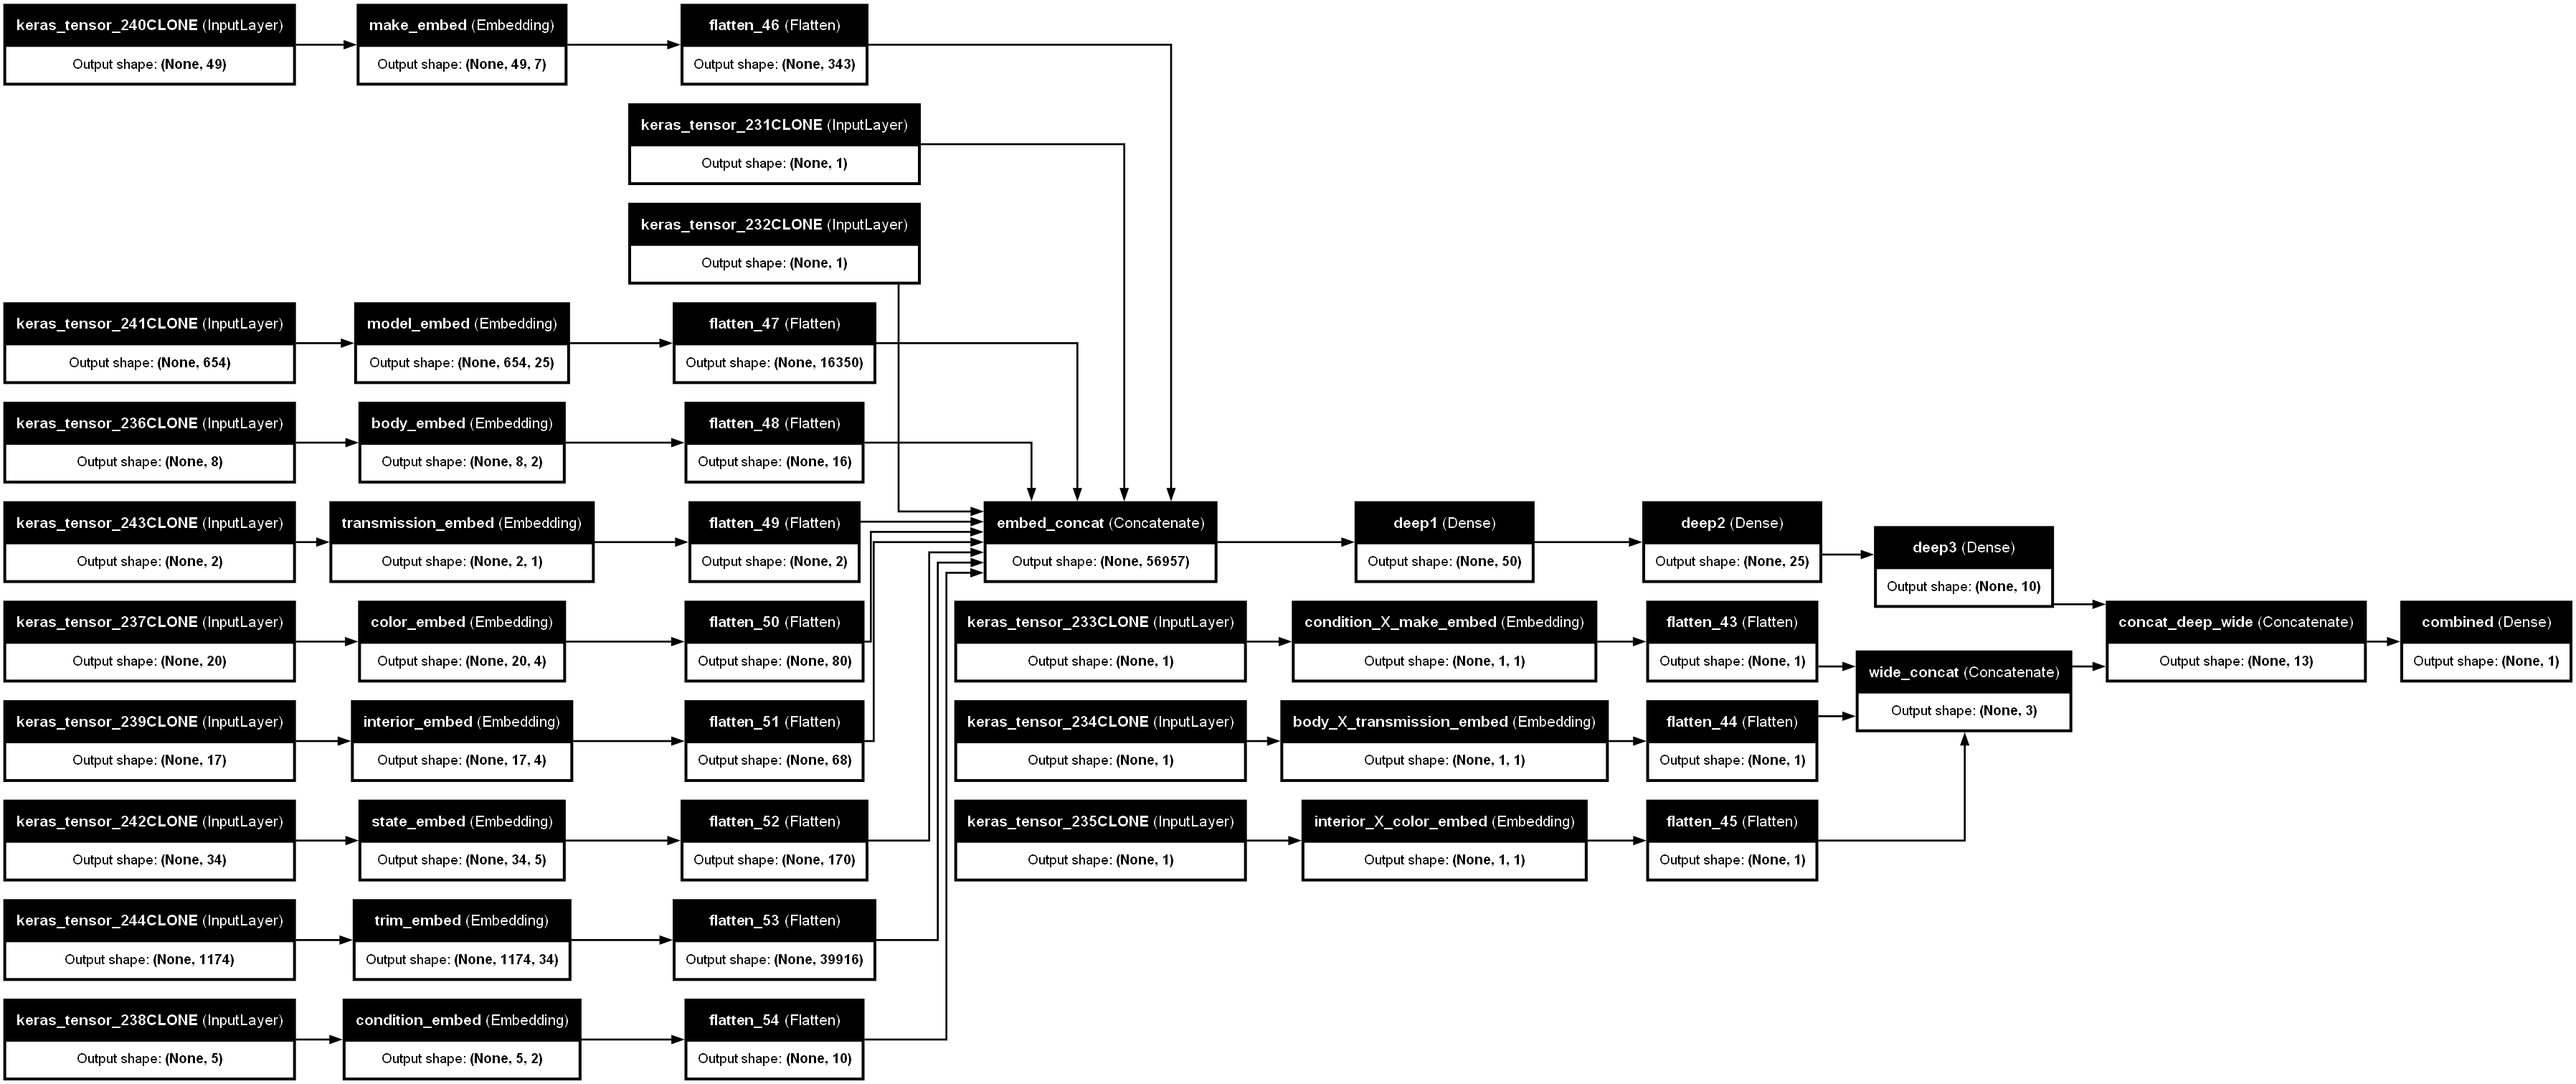 keras_tensor_240CLONE (InputLayer)
Output shape: (None, 49)
make_embed (Embedding)
Output shape: (None, 49, 7)
flatten_46 (Flatten)
Output shape: (None, 343)
keras_tensor_231CLONE (InputLayer)
Output shape: (None, 1)
keras_tensor_232CLONE (InputLayer)
Output shape: (None, 1)
keras_tensor_241CLONE (InputLayer)
Output shape: (None, 654)
model_embed (Embedding)
Output shape: (None, 654, 25)
flatten_47 (Flatten)
Output shape: (None, 16350)
keras_tensor_236CLONE (InputLayer)
Output shape: (None, 8)
body_embed (Embedding)
Output shape: (None, 8, 2)
flatten_48 (Flatten)
Output shape: (None, 16)
keras_tensor_243CLONE (InputLayer)
Output shape: (None, 2)
transmission_embed (Embedding)
Output shape: (None, 2, 1)
flatten_49 (Flatten)
Output shape: (None, 2)
embed_concat (Concatenate)
Output shape: (None, 56957)
deep1 (Dense)
Output shape: (None, 50)
deep2 (Dense)
Output shape: (None, 25)
deep3 (Dense)
Output shape: (None, 10)
keras_tensor_237CLONE (InputLayer)
Output shape: (None, 20)
color_embed (Embedding)
Output shape: (None, 20, 4)
flatten_50 (Flatten)
Output shape: (None, 80)
keras_tensor_233CLONE (InputLayer)
Output shape: (None, 1)
condition_X_make_embed (Embedding)
Output shape: (None, 1, 1)
flatten_43 (Flatten)
Output shape: (None, 1)
wide_concat (Concatenate)
Output shape: (None, 3)
concat_deep_wide (Concatenate)
Output shape: (None, 13)
combined (Dense)
Output shape: (None, 1)
keras_tensor_239CLONE (InputLayer)
Output shape: (None, 17)
interior_embed (Embedding)
Output shape: (None, 17, 4)
flatten_51 (Flatten)
Output shape: (None, 68)
keras_tensor_234CLONE (InputLayer)
Output shape: (None, 1)
body_X_transmission_embed (Embedding)
Output shape: (None, 1, 1)
flatten_44 (Flatten)
Output shape: (None, 1)
keras_tensor_242CLONE (InputLayer)
Output shape: (None, 34)
state_embed (Embedding)
Output shape: (None, 34, 5)
flatten_52 (Flatten)
Output shape: (None, 170)
keras_tensor_235CLONE (InputLayer)
Output shape: (None, 1)
interior_X_color_embed (Embedding)
Output shape: (None, 1, 1)
flatten_45 (Flatten)
Output shape: (None, 1)
keras_tensor_244CLONE (InputLayer)
Output shape: (None, 1174)
trim_embed (Embedding)
Output shape: (None, 1174, 34)
flatten_53 (Flatten)
Output shape: (None, 39916)
keras_tensor_238CLONE (InputLayer)
Output shape: (None, 5)
condition_embed (Embedding)
Output shape: (None, 5, 2)
flatten_54 (Flatten)
Output shape: (None, 10)